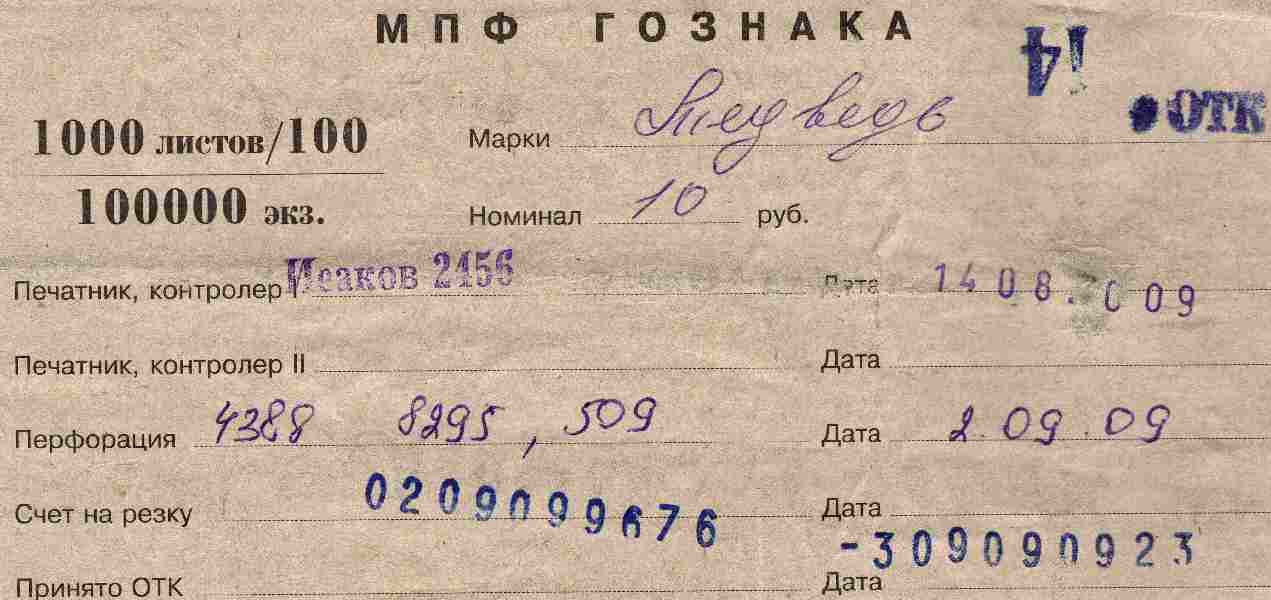 МПФ ГОЗНАКА
14
ОТК
1000 листов/100
Марки Медведь
100000 экз.
Номинал 10 руб.
Печатник, контролер I Исаков 2456 Дата 14 08. 009
Печатник, контролер II Дата
Перфорация 4388 8295, 509 Дата 2.09.09
Счет на резку 0209099676 Дата
-309090923
Принято ОТК Дата